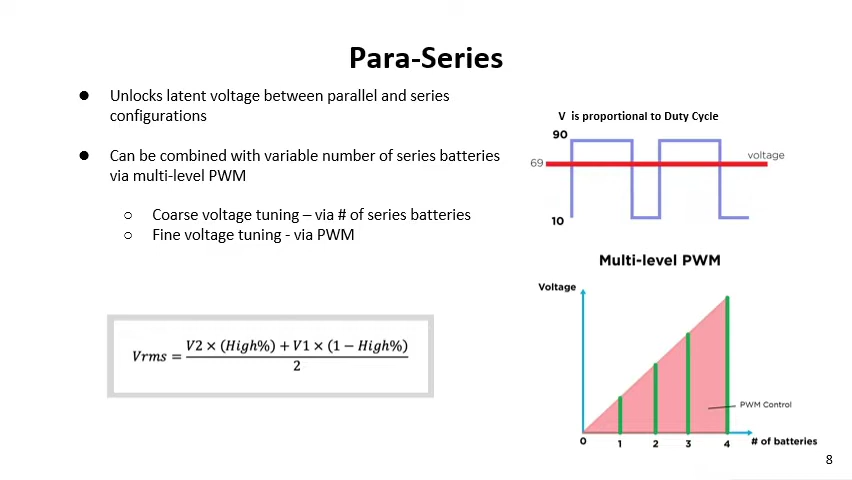 Para-Series
● Unlocks latent voltage between parallel and series
configurations
● Can be combined with variable number of series batteries
via multi-level PWM
○ Coarse voltage tuning – via # of series batteries
○ Fine voltage tuning - via PWM
Vrms = V2 × (High%) + V1 × (1 − High%)
2
V is proportional to Duty Cycle
90
69
voltage
10
Multi-level PWM
Voltage
PWM Control
0 1 2 3 4 # of batteries
8